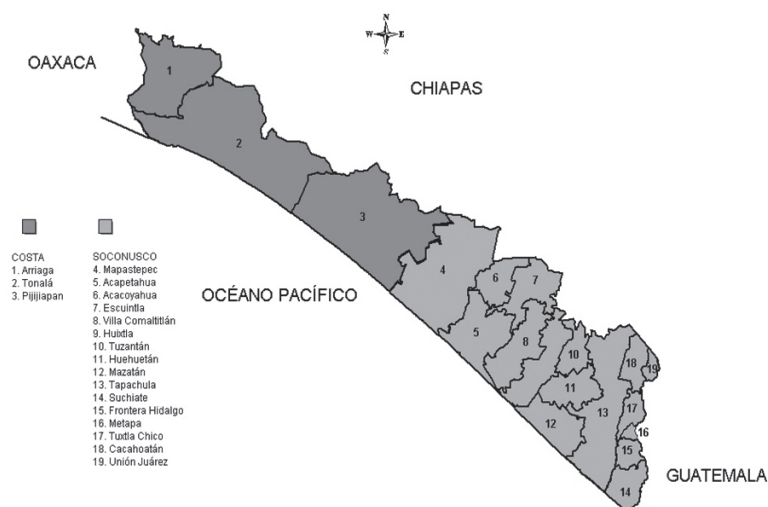 N
W E
S
OAXACA
CHIAPAS
1
2
3
4
6
7
5
8
10
11
12
13
18
19
17
16
15
14
OCÉANO PACÍFICO
GUATEMALA
COSTA
1. Arriaga
2. Tonalá
3. Pijijiapan
SOCONUSCO
4. Mapastepec
5. Acapetahua
6. Acacoyahua
7. Escuintla
8. Villa Comaltitlán
9. Huixtla
10. Tuzantán
11. Huehuetán
12. Mazatán
13. Tapachula
14. Suchiate
15. Frontera Hidalgo
16. Metapa
17. Tuxtla Chico
18. Cacahoatán
19. Unión Juárez